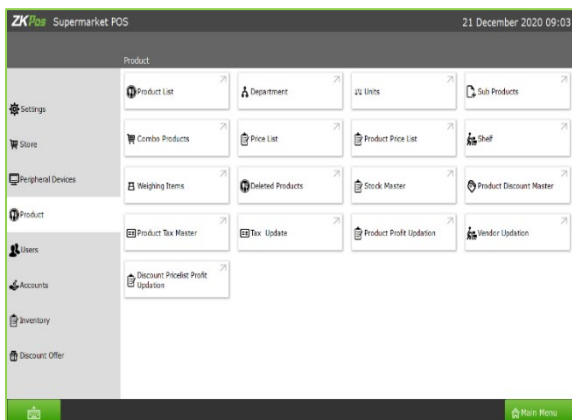 ZKPos Supermarket POS
21 December 2020 09:03
Product
Settings
Store
Peripheral Devices
Product
Users
Accounts
Inventory
Discount Offer
Product List
Department
Units
Sub Products
Combo Products
Price List
Product Price List
Shelf
Weighing Items
Deleted Products
Stock Master
Product Discount Master
Product Tax Master
Tax Update
Product Profit Updation
Vendor Updation
Discount Pricelist Profit
Updation
Main Menu